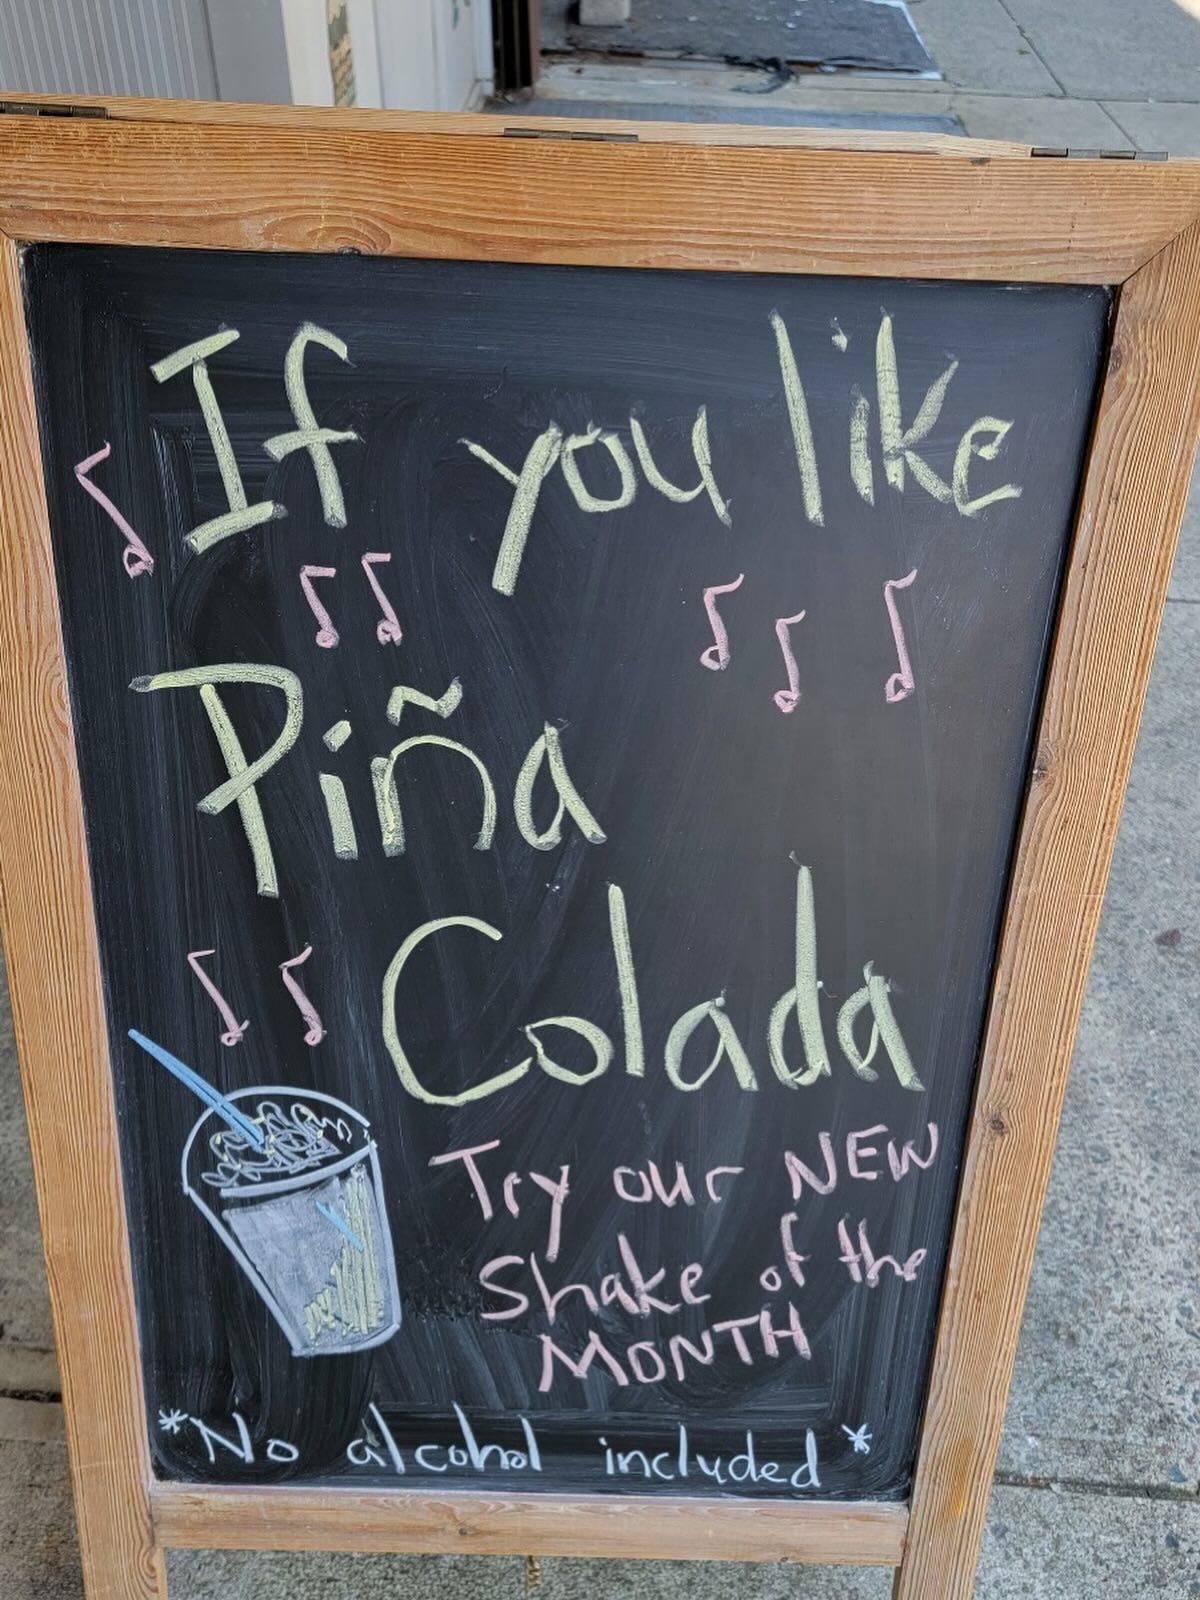 If you like
Piña
Colada
Try our NEW
Shake of the
MONTH
*No alcohol included*